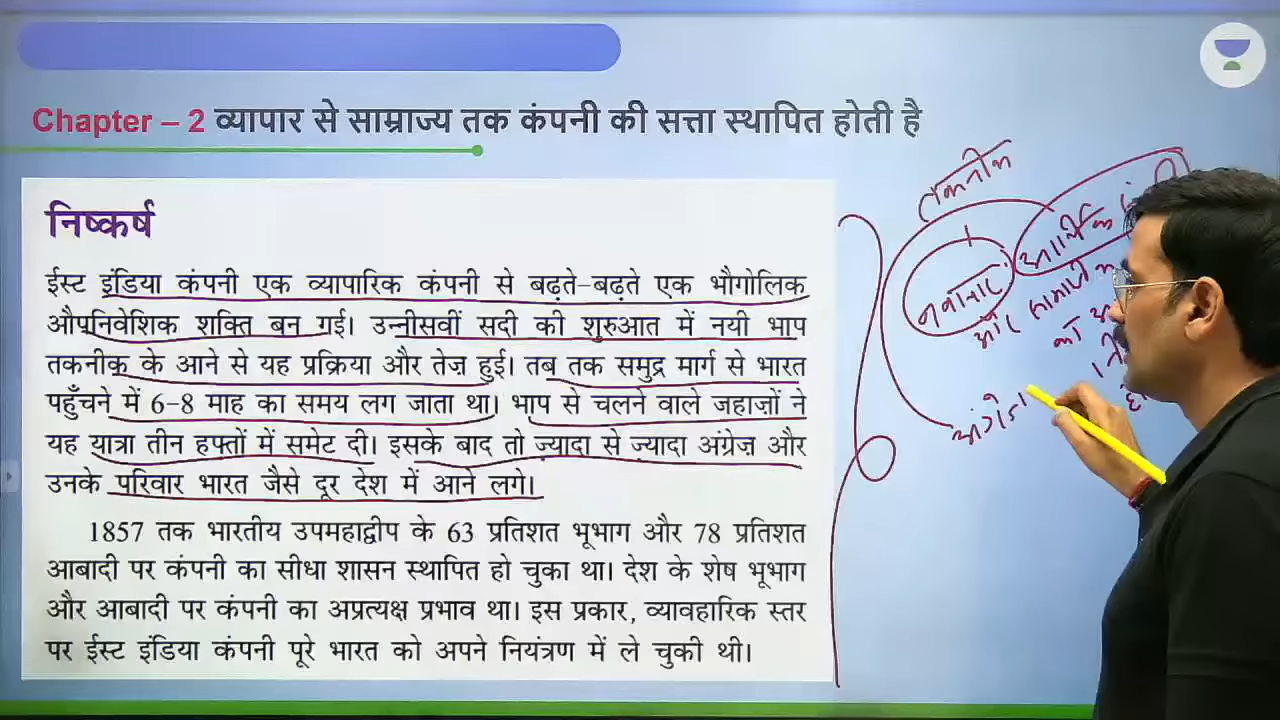 Chapter – 2 व्यापार से साम्राज्य तक कंपनी की सत्ता स्थापित होती है
निष्कर्ष
ईस्ट इंडिया कंपनी एक व्यापारिक कंपनी से बढ़ते-बढ़ते एक भौगोलिक
औपनिवेशिक शक्ति बन गई। उन्नीसवीं सदी की शुरुआत में नयी भाप
तकनीक के आने से यह प्रक्रिया और तेज हुई। तब तक समुद्र मार्ग से भारत
पहुँचने में 6-8 माह का समय लग जाता था। भाप से चलने वाले जहाज़ों ने
यह यात्रा तीन हफ्तों में समेट दी। इसके बाद तो ज़्यादा से ज़्यादा अंग्रेज़ और
उनके परिवार भारत जैसे दूर देश में आने लगे।
1857 तक भारतीय उपमहाद्वीप के 63 प्रतिशत भूभाग और 78 प्रतिशत
आबादी पर कंपनी का सीधा शासन स्थापित हो चुका था। देश के शेष भूभाग
और आबादी पर कंपनी का अप्रत्यक्ष प्रभाव था। इस प्रकार, व्यावहारिक स्तर
पर ईस्ट इंडिया कंपनी पूरे भारत को अपने नियंत्रण में ले चुकी थी।
तकनीक
नवाचार
और
को